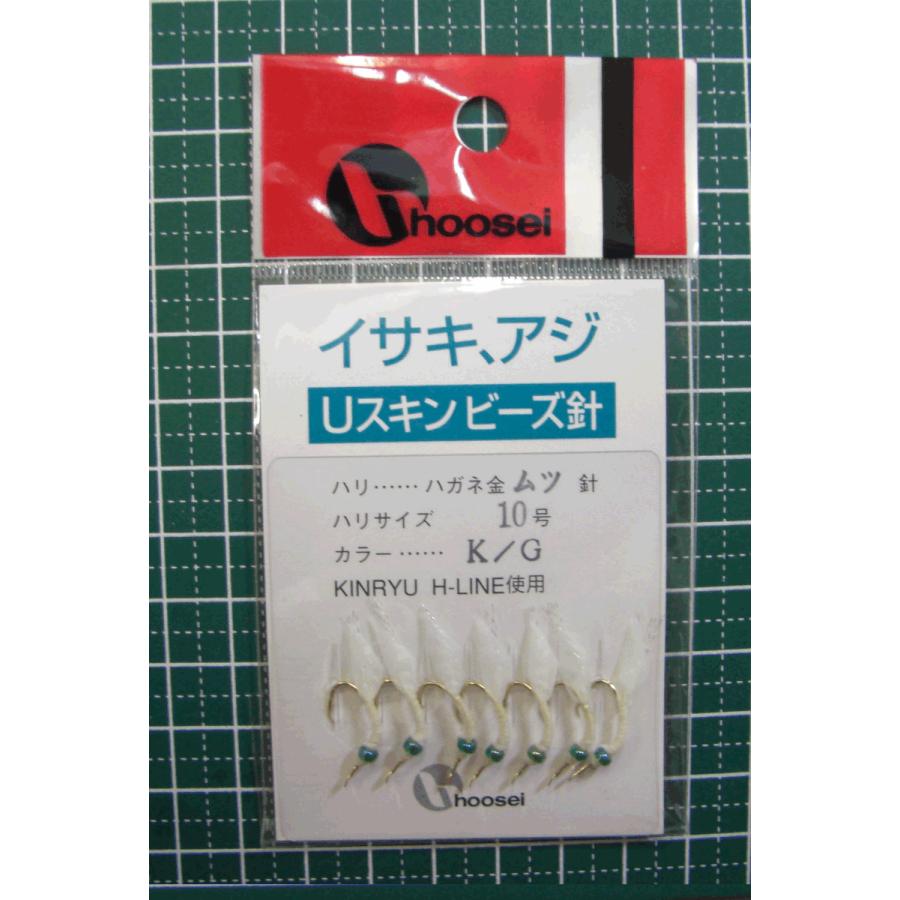 Choosei
イサキ、アジ
Uスキンビーズ針
ハリ……ハガネ金ムツ 針
ハリサイズ 10号
カラー…… K/G
KINRYU H-LINE使用
Choosei